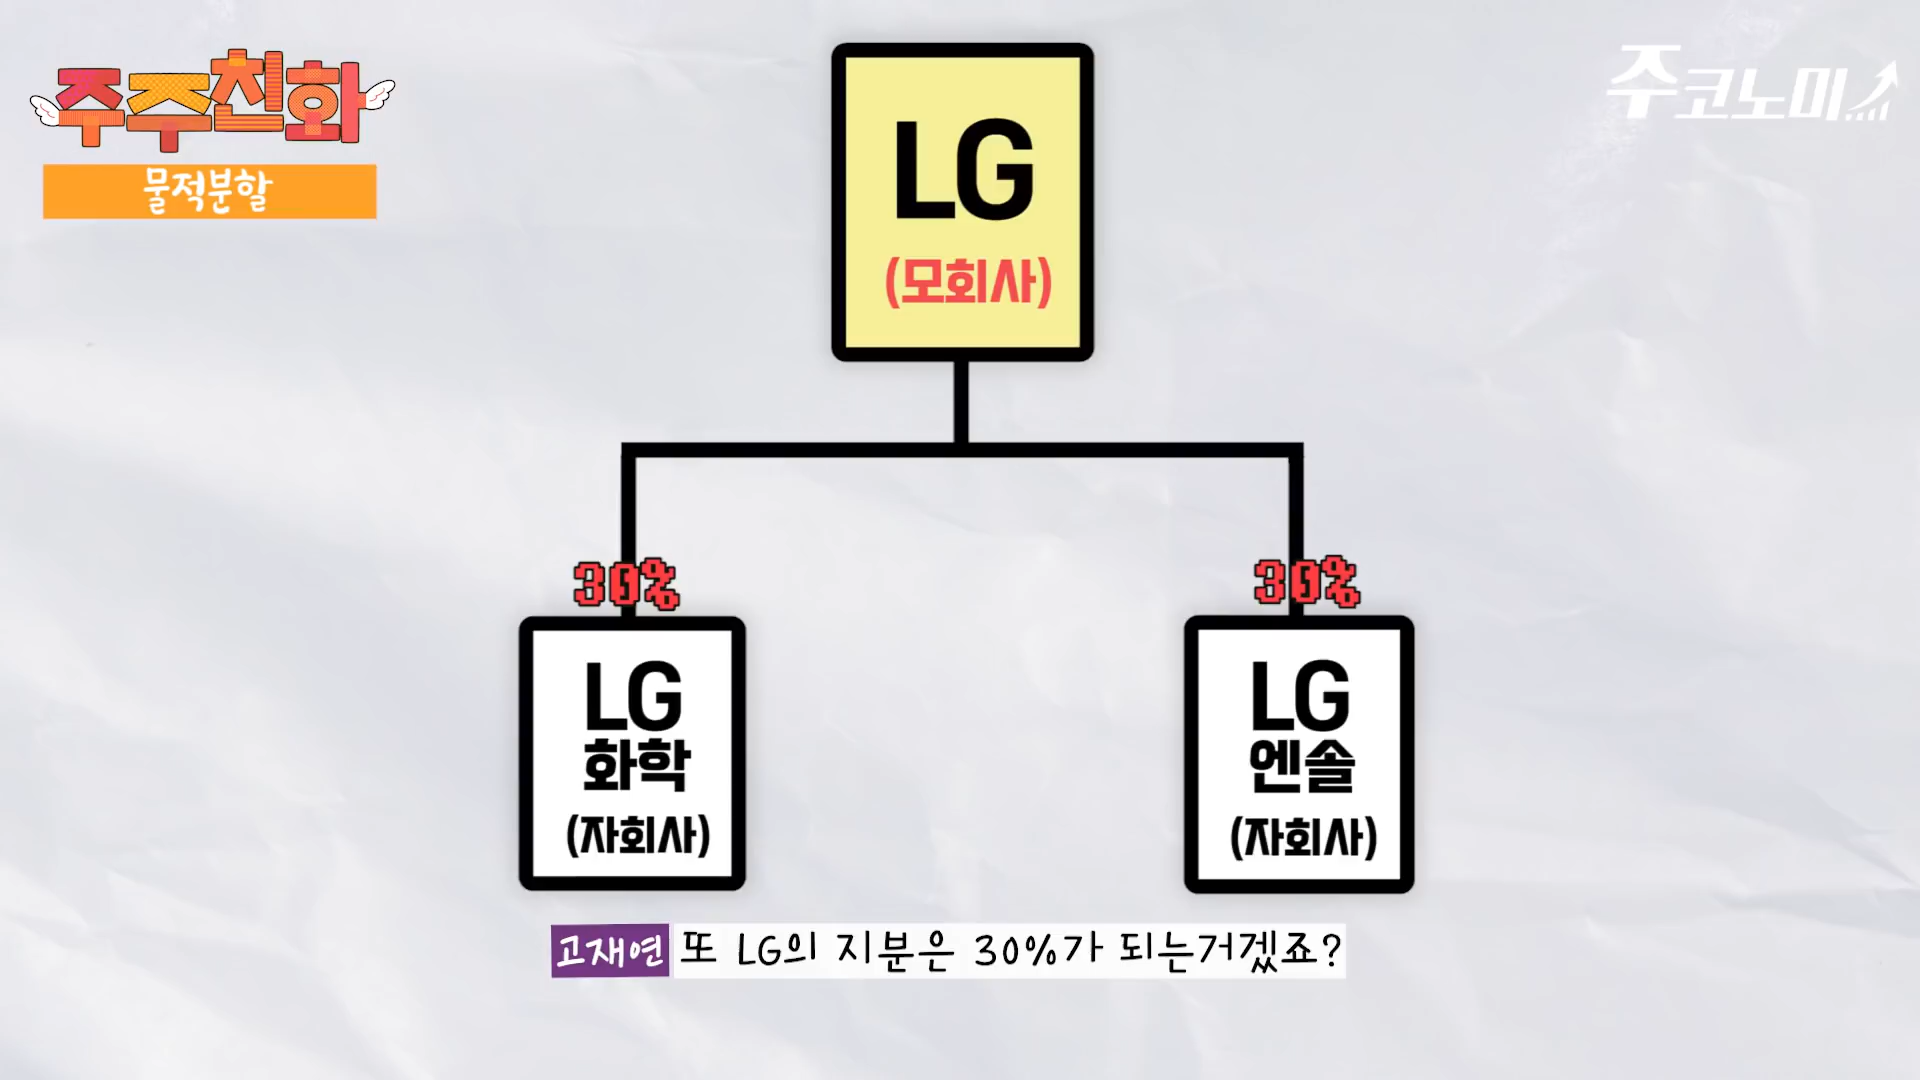 주주친화
물적분할
주코노미
LG
(모회사)
30%
30%
LG
화학
(자회사)
LG
엔솔
(자회사)
고재연 또 LG의 지분은 30%가 되는거겠죠?